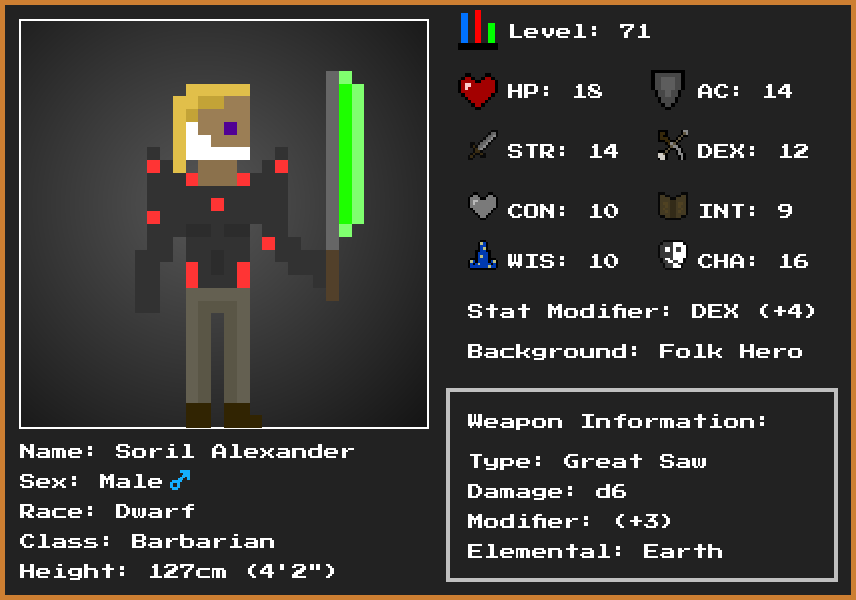 Level: 71
HP: 18
AC: 14
STR: 14
DEX: 12
CON: 10
INT: 9
WIS: 10
CHA: 16
Stat Modifier: DEX (+4)
Background: Folk Hero
Weapon Information:
Type: Great Saw
Damage: d6
Modifier: (+3)
Elemental: Earth
Name: Soril Alexander
Sex: Male♂
Race: Dwarf
Class: Barbarian
Height: 127cm (4'2")